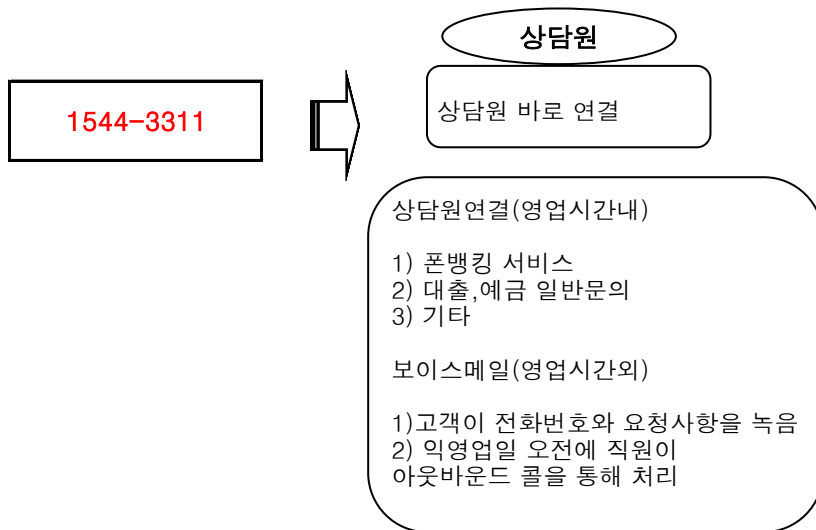 상담원
1544-3311
상담원 바로 연결
상담원연결(영업시간내)
1) 폰뱅킹 서비스
2) 대출,예금 일반문의
3) 기타
보이스메일(영업시간외)
1)고객이 전화번호와 요청사항을 녹음
2) 익영업일 오전에 직원이
아웃바운드 콜을 통해 처리